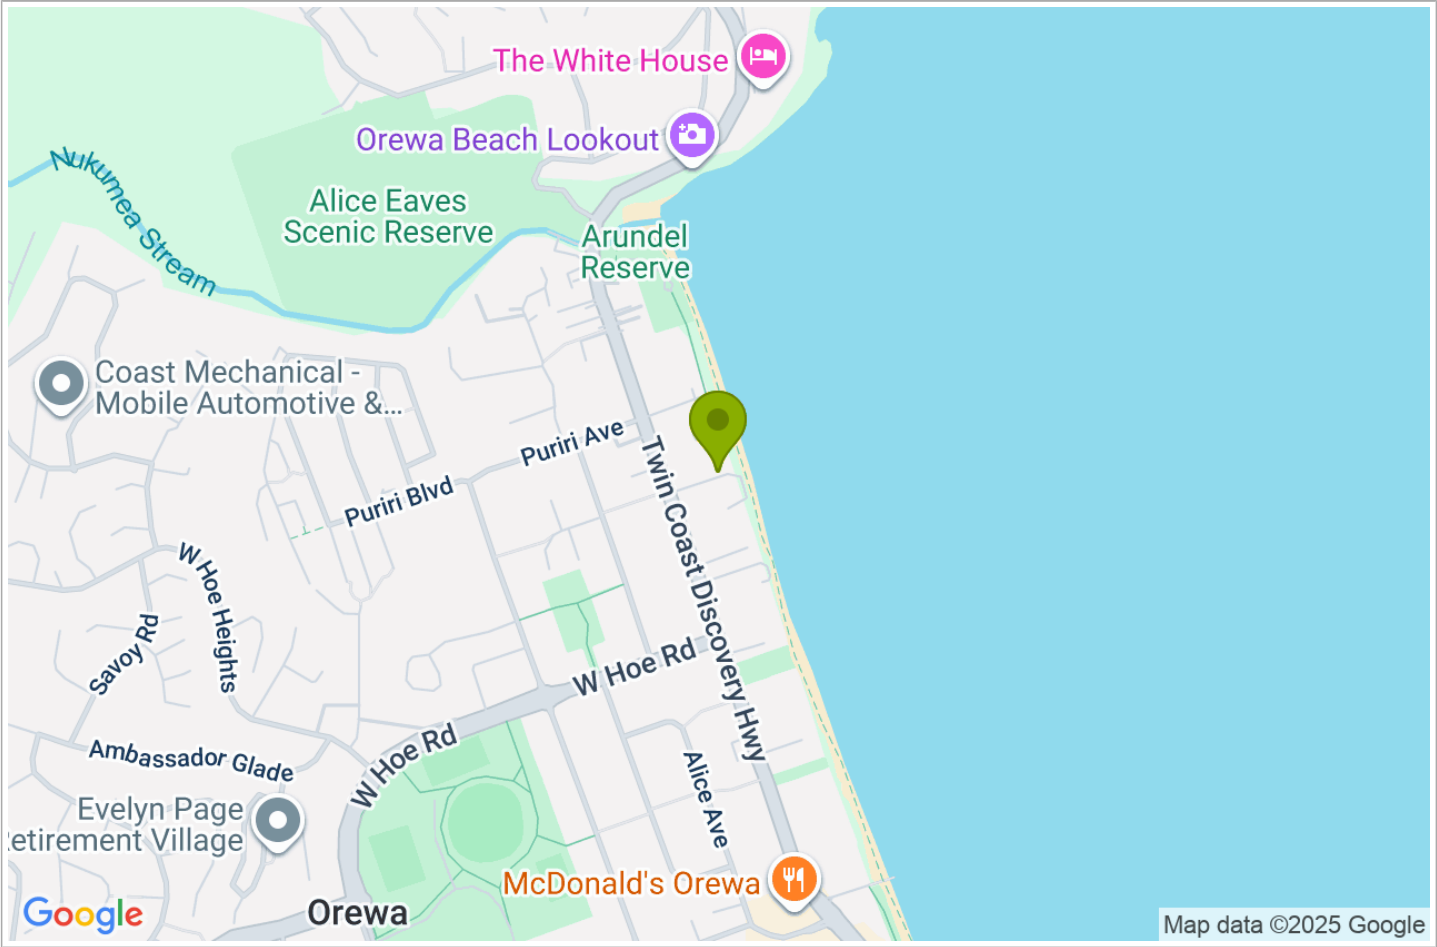 The White House
Orewa Beach Lookout
Nukumea Stream
Alice Eaves
Scenic Reserve
Arundel
Reserve
Coast Mechanical -
Mobile Automotive &...
Puriri Ave
Puriri Blvd
Twin Coast Discovery Hwy
W Hoe Heights
Savoy Rd
W Hoe Rd
W Hoe Rd
Ambassador Glade
Alice Ave
Evelyn Page
etirement Village
McDonald's Orewa
Orewa
Google
Map data ©2025 Google